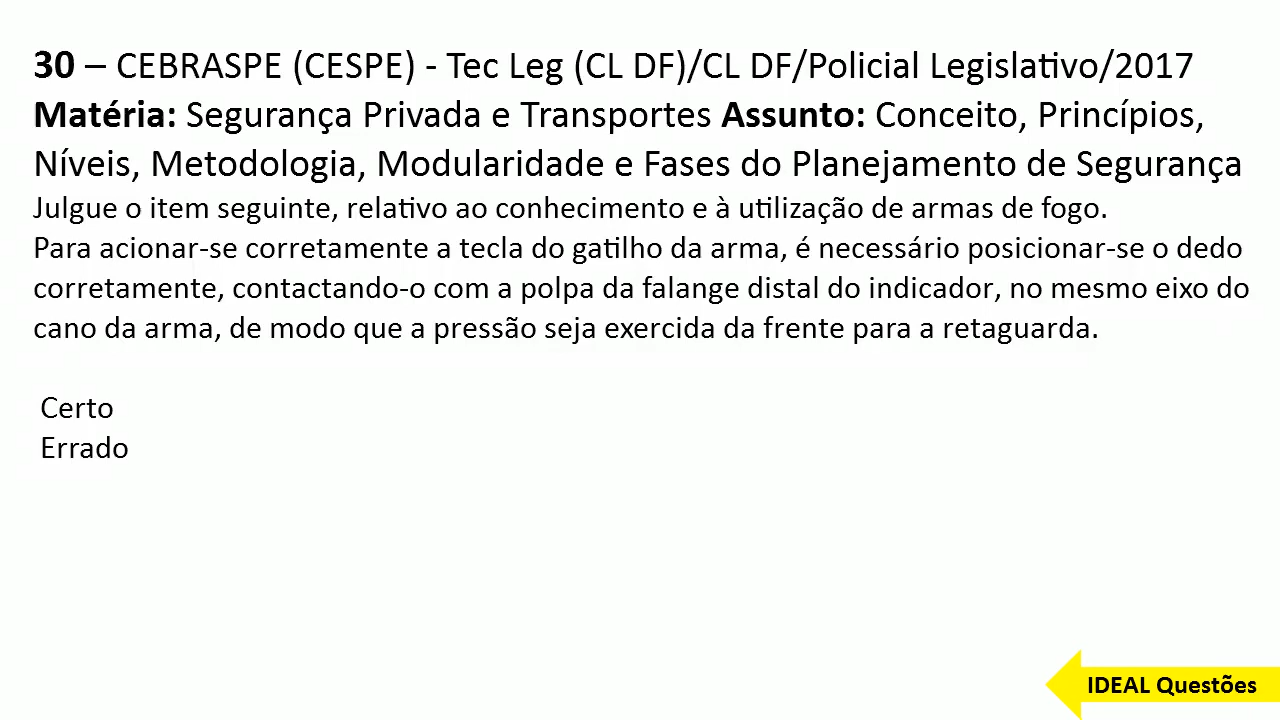 30 – CEBRASPE (CESPE) - Tec Leg (CL DF)/CL DF/Policial Legislativo/2017
Matéria: Segurança Privada e Transportes Assunto: Conceito, Princípios,
Níveis, Metodologia, Modularidade e Fases do Planejamento de Segurança
Julgue o item seguinte, relativo ao conhecimento e à utilização de armas de fogo.
Para acionar-se corretamente a tecla do gatilho da arma, é necessário posicionar-se o dedo
corretamente, contactando-o com a polpa da falange distal do indicador, no mesmo eixo do
cano da arma, de modo que a pressão seja exercida da frente para a retaguarda.
Certo
Errado
IDEAL Questões